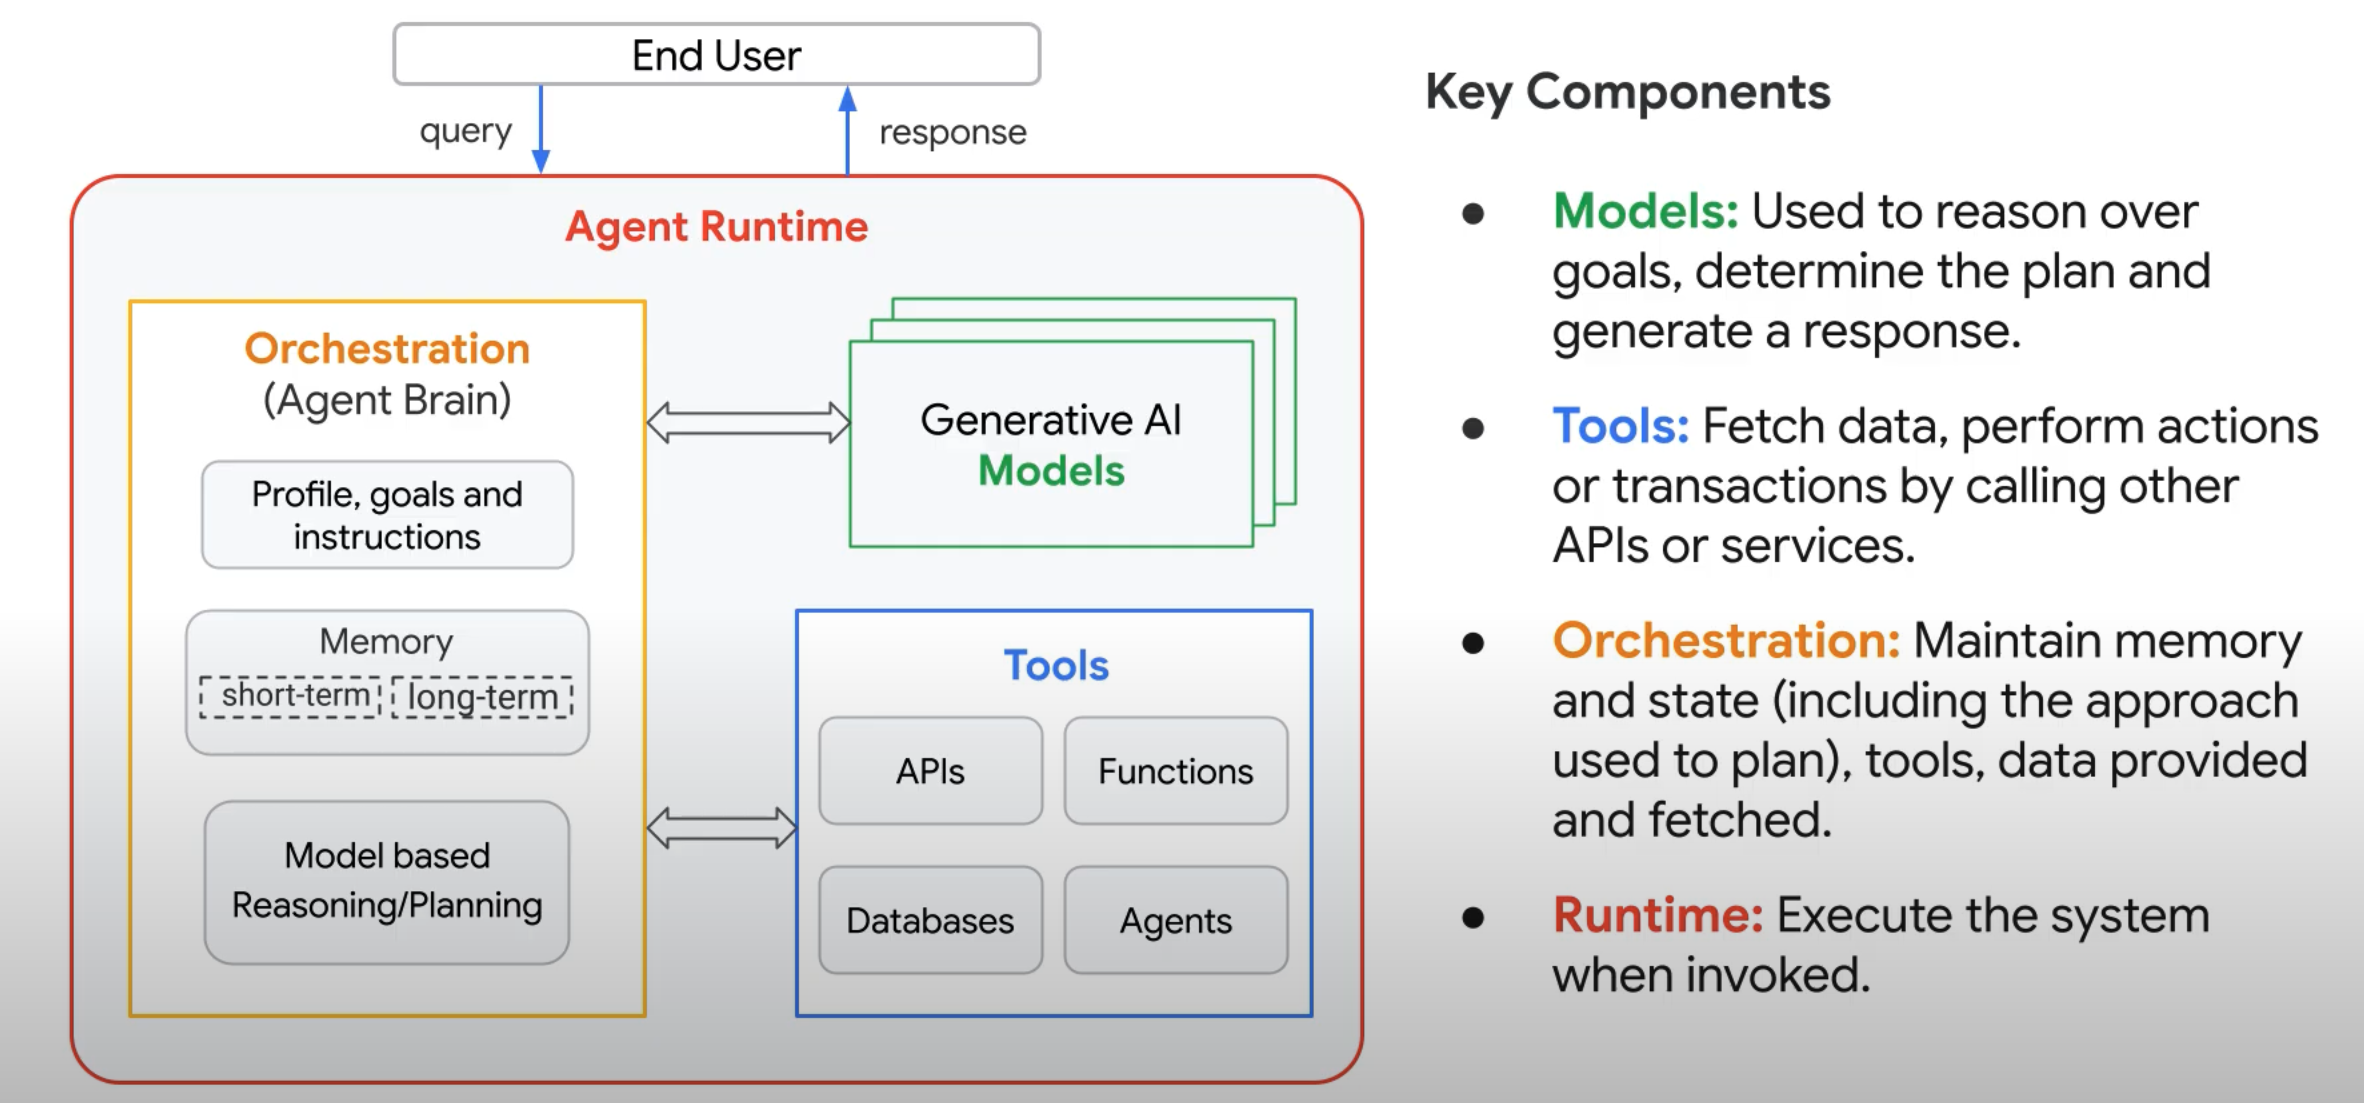 End User
query
response
Agent Runtime
Orchestration
(Agent Brain)
Profile, goals and
instructions
Memory
short-term
long-term
Model based
Reasoning/Planning
Generative AI
Models
Tools
APIs
Functions
Databases
Agents
Key Components
● Models: Used to reason over
goals, determine the plan and
generate a response.
● Tools: Fetch data, perform actions
or transactions by calling other
APIs or services.
● Orchestration: Maintain memory
and state (including the approach
used to plan), tools, data provided
and fetched.
● Runtime: Execute the system
when invoked.